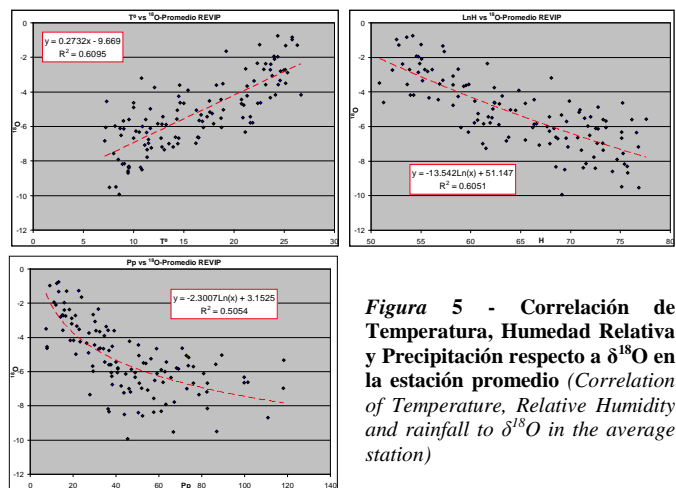 Tº vs ¹⁸O-Promedio REVIP
y = 0.2732x - 9.669
R² = 0.6095
¹⁸O
0
-2
-4
-6
-8
-10
-12
0 5 10 15 20 25 30
Tº
LnH vs ¹⁸O-Promedio REVIP
y = -13.542Ln(x) + 51.147
R² = 0.6051
¹⁸O
0
-2
-4
-6
-8
-10
-12
50 55 60 65 70 75 80
H
Pp vs ¹⁸O-Promedio REVIP
y = -2.3007Ln(x) + 3.1525
R² = 0.5054
¹⁸O
0
-2
-4
-6
-8
-10
-12
0 20 40 60 80 100 120 140
Pp
Figura 5 - Correlación de
Temperatura, Humedad Relativa
y Precipitación respecto a δ¹⁸O en
la estación promedio (Correlation
of Temperature, Relative Humidity
and rainfall to δ¹⁸O in the average
station)